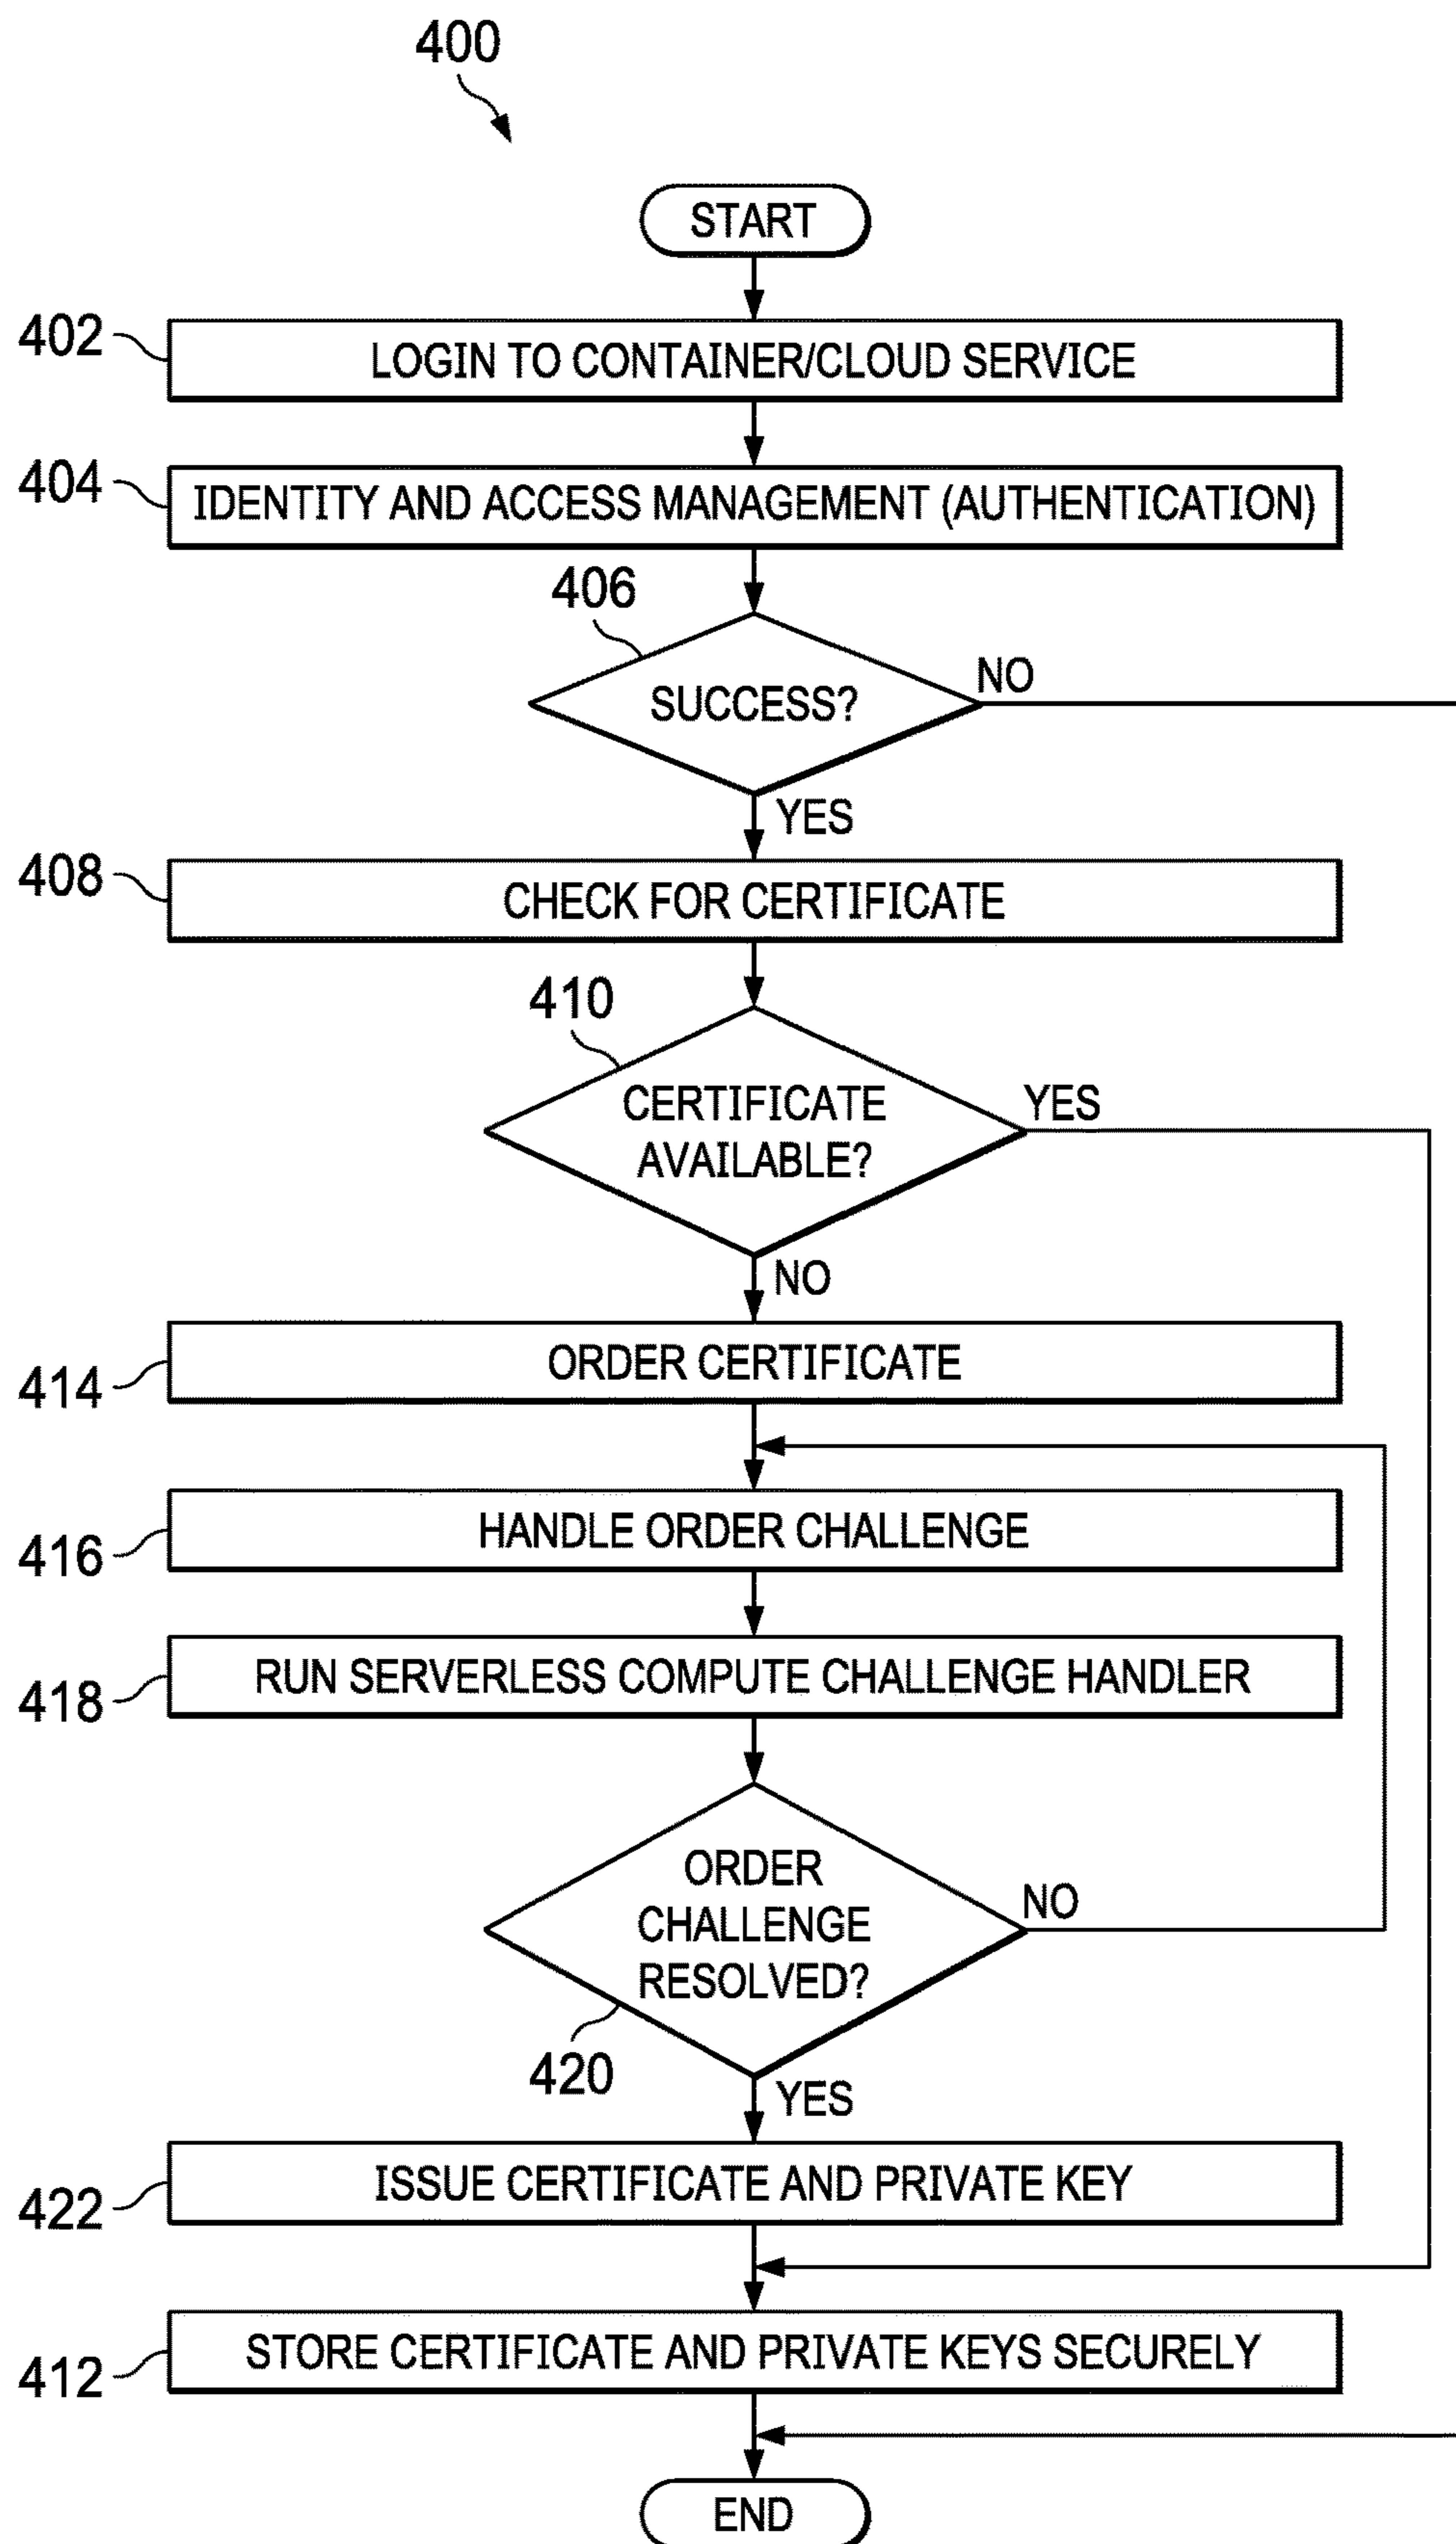 400
START
402
LOGIN TO CONTAINER/CLOUD SERVICE
404
IDENTITY AND ACCESS MANAGEMENT (AUTHENTICATION)
406
SUCCESS?
NO
YES
408
CHECK FOR CERTIFICATE
410
CERTIFICATE
AVAILABLE?
YES
NO
414
ORDER CERTIFICATE
416
HANDLE ORDER CHALLENGE
418
RUN SERVERLESS COMPUTE CHALLENGE HANDLER
ORDER
CHALLENGE
RESOLVED?
NO
420
YES
422
ISSUE CERTIFICATE AND PRIVATE KEY
412
STORE CERTIFICATE AND PRIVATE KEYS SECURELY
END